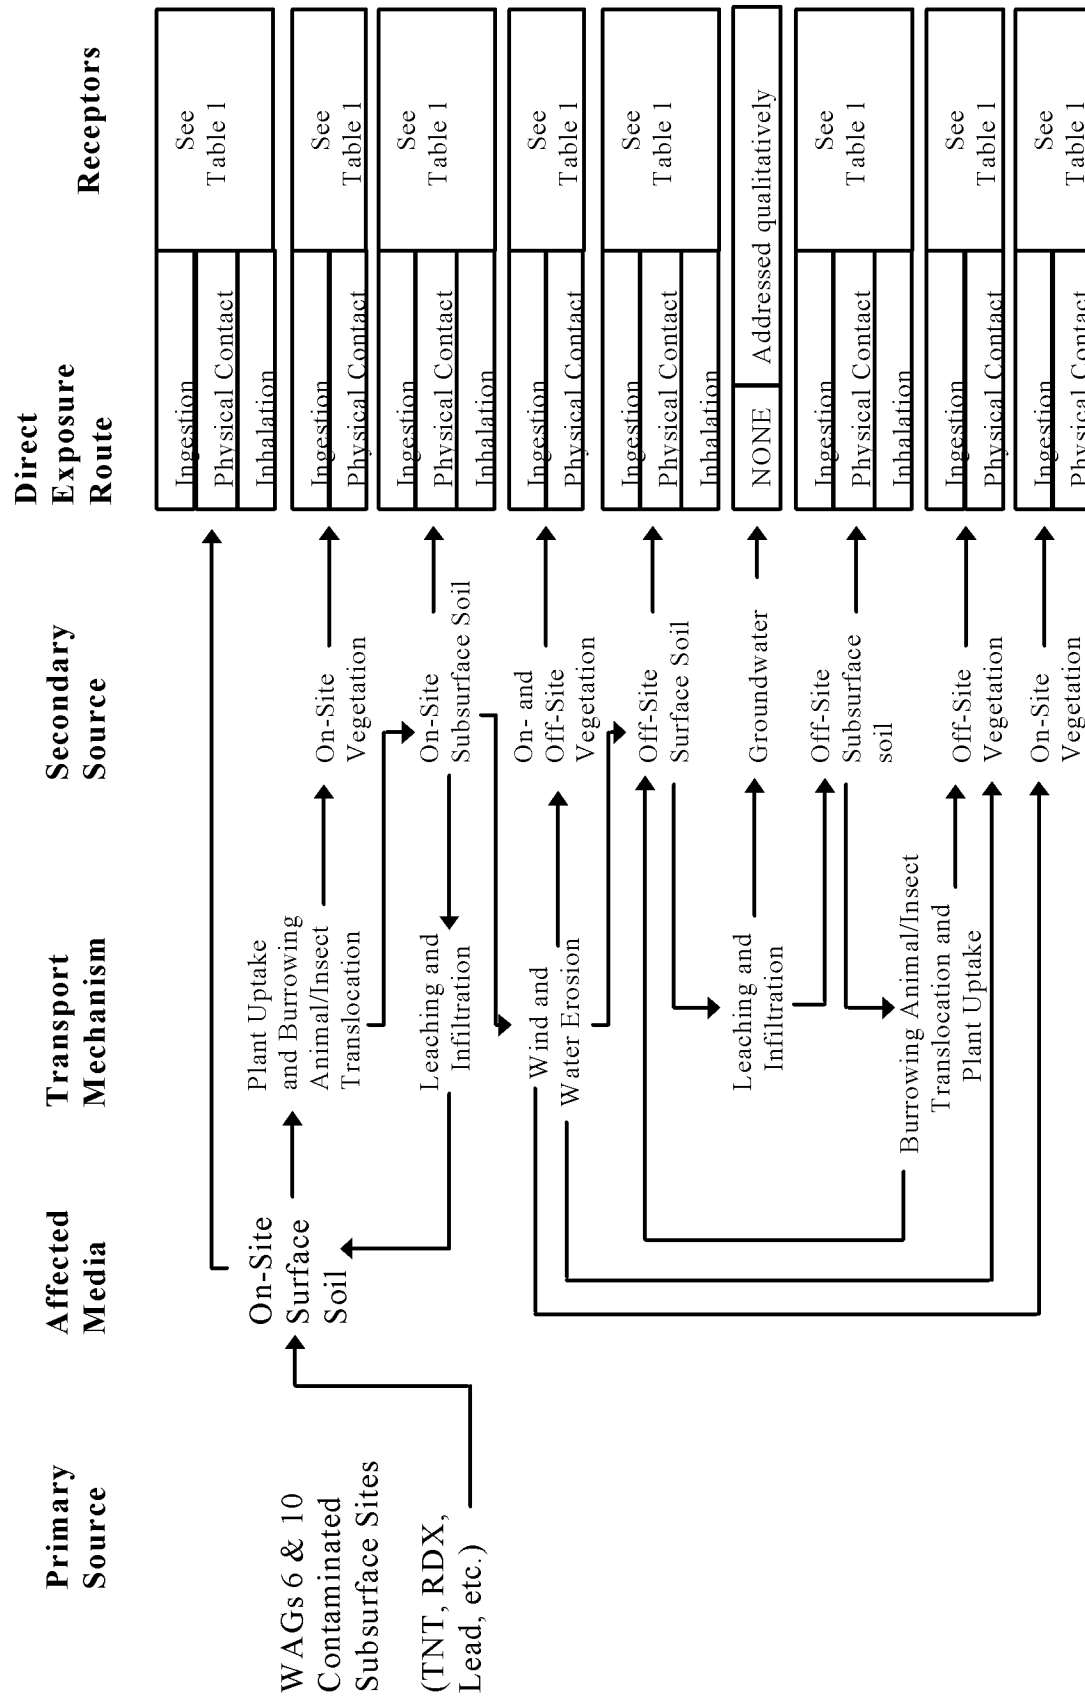 Primary
Source
Affected
Media
Transport
Mechanism
Secondary
Source
Direct
Exposure
Route
Receptors
WAGs 6 & 10
Contaminated
Subsurface Sites
(TNT, RDX,
Lead, etc.)
On-Site
Surface
Soil
Plant Uptake
and Burrowing
Animal/Insect
Translocation
Leaching and
Infiltration
Wind and
Water Erosion
Leaching and
Infiltration
Burrowing Animal/Insect
Translocation and
Plant Uptake
On-Site
Vegetation
On-Site
Subsurface Soil
On- and
Off-Site
Vegetation
Off-Site
Surface Soil
Groundwater
Off-Site
Subsurface
soil
Off-Site
Vegetation
On-Site
Vegetation
Ingestion
Physical Contact
Inhalation
See
Table 1
Ingestion
Physical Contact
See
Table 1
Ingestion
Physical Contact
Inhalation
See
Table 1
Ingestion
Physical Contact
See
Table 1
Ingestion
Physical Contact
Inhalation
See
Table 1
NONE
Addressed qualitatively
Ingestion
Physical Contact
Inhalation
See
Table 1
Ingestion
Physical Contact
See
Table 1
Ingestion
Physical Contact
See
Table 1